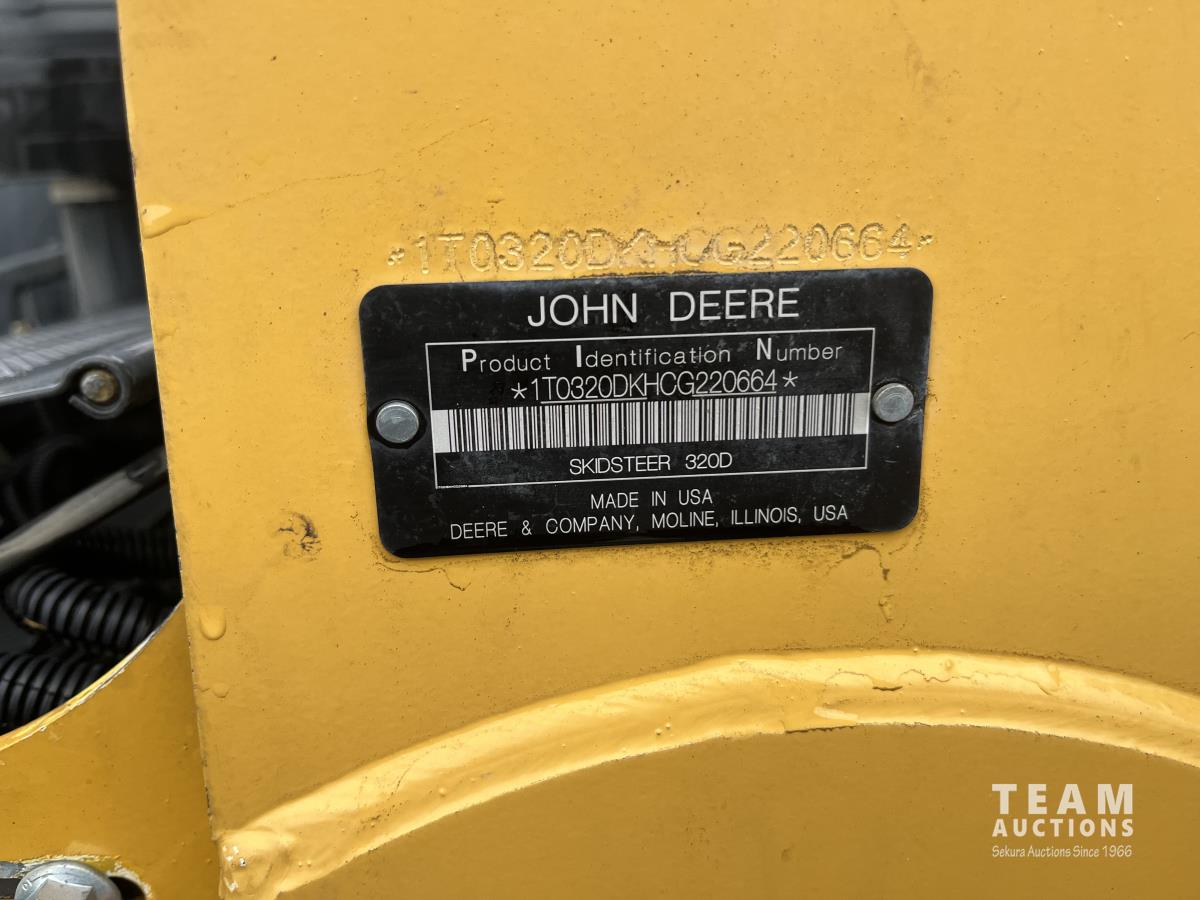 *1T0320DKHCG220664*
JOHN DEERE
Product Identification Number
*1T0320DKHCG220664*
SKIDSTEER 320D
MADE IN USA
DEERE & COMPANY, MOLINE, ILLINOIS, USA
TEAM
AUCTIONS
Sekura Auctions Since 1966